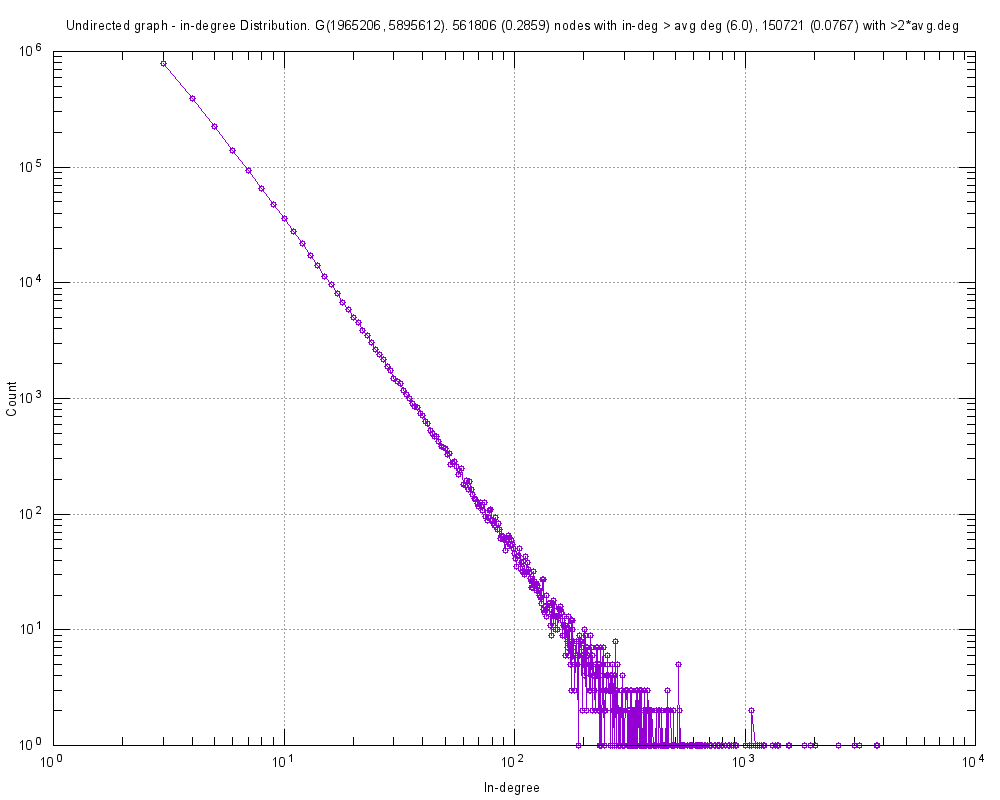 Undirected graph - in-degree Distribution. G(1965206, 5895612). 561806 (0.2859) nodes with in-deg > avg deg (6.0), 150721 (0.0767) with >2*avg.deg
10^6
10^5
10^4
10^3
10^2
10^1
10^0
Count
10^0 10^1 10^2 10^3 10^4
In-degree